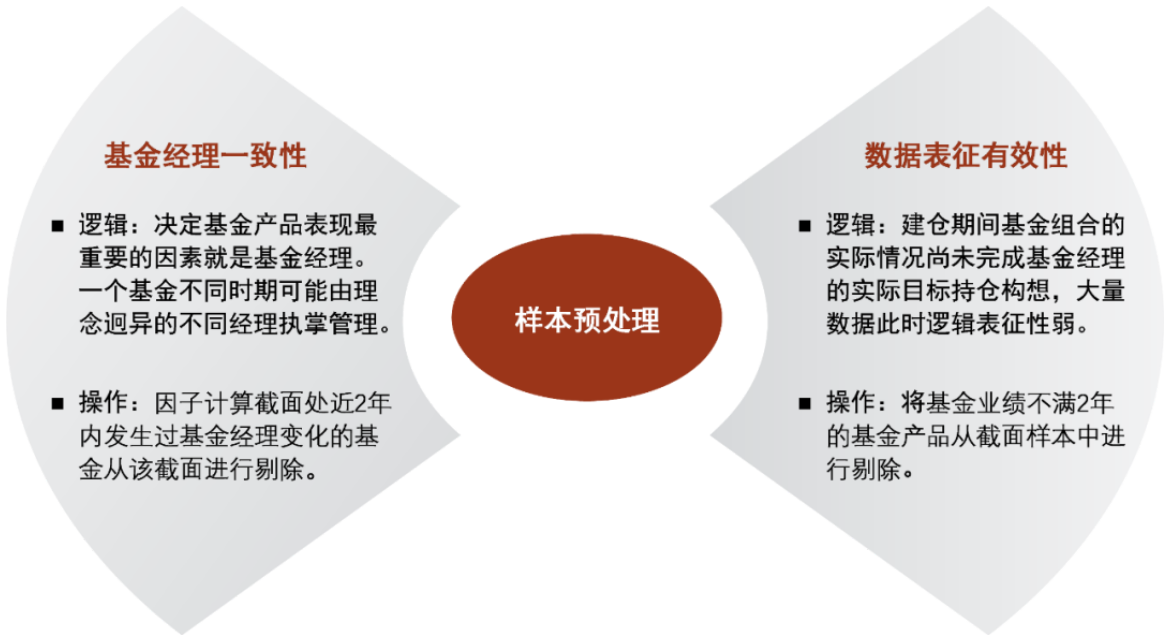 基金经理一致性
■ 逻辑：决定基金产品表现最
重要的因素就是基金经理。
一个基金不同时期可能由理
念迥异的不同经理执掌管理。
■ 操作：因子计算截面处近2年
内发生过基金经理变化的基
金从该截面进行剔除。
样本预处理
数据表征有效性
■ 逻辑：建仓期间基金组合的
实际情况尚未完成基金经理
的实际目标持仓构想，大量
数据此时逻辑表征性弱。
■ 操作：将基金业绩不满2年
的基金产品从截面样本中进
行剔除。